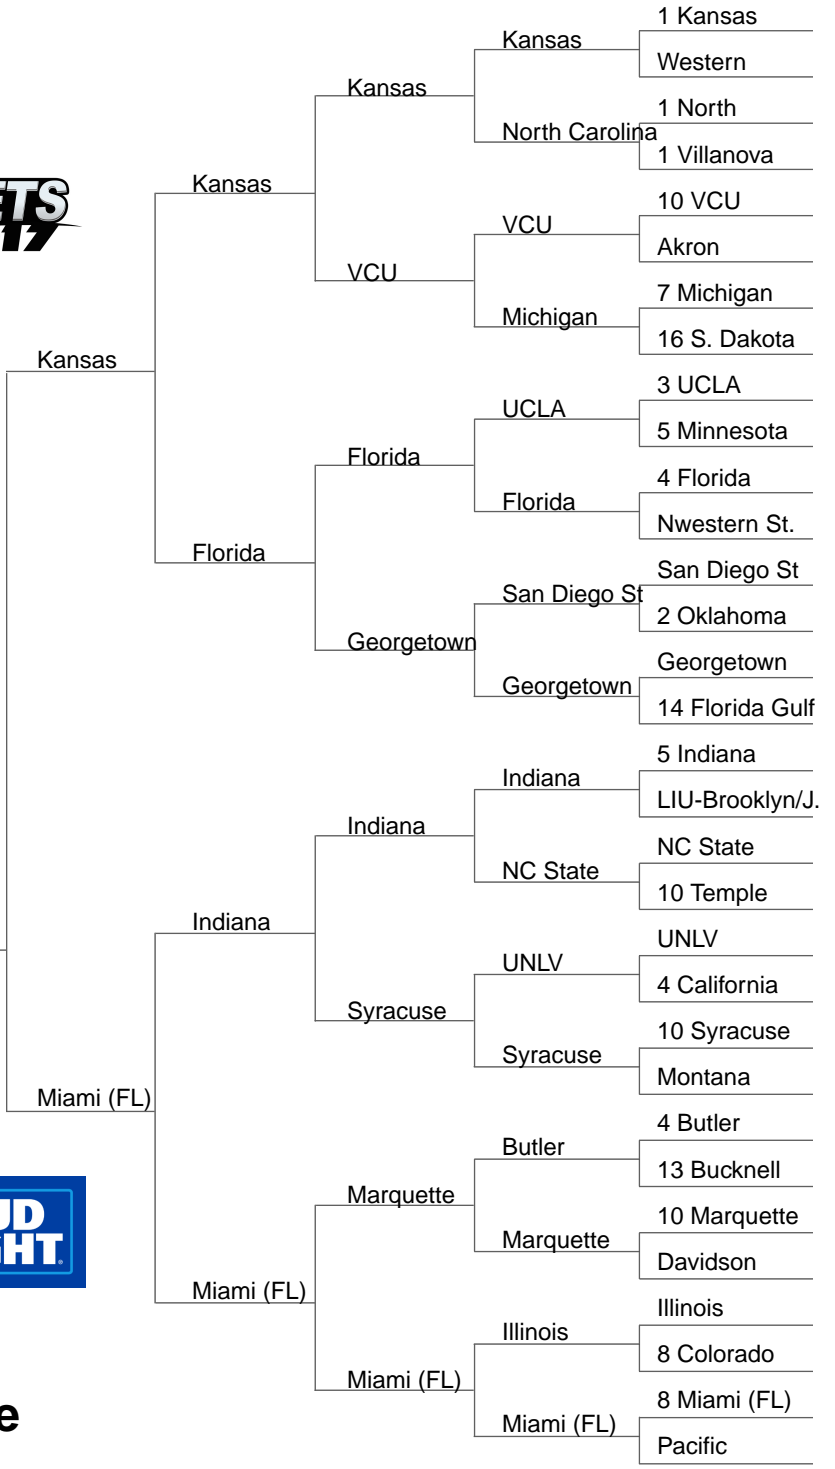 1 Kansas
Kansas
Western
Kansas
1 North
North Carolina
1 Villanova
Kansas
10 VCU
VCU
Akron
VCU
7 Michigan
Michigan
16 S. Dakota
Kansas
3 UCLA
UCLA
5 Minnesota
Florida
4 Florida
Florida
Nwestern St.
Florida
San Diego St
San Diego St
2 Oklahoma
Georgetown
Georgetown
Georgetown
14 Florida Gulf
5 Indiana
Indiana
LIU-Brooklyn/J.
Indiana
NC State
NC State
10 Temple
Indiana
UNLV
UNLV
4 California
Syracuse
10 Syracuse
Syracuse
Montana
Miami (FL)
4 Butler
Butler
13 Bucknell
Marquette
10 Marquette
Marquette
Davidson
Miami (FL)
Illinois
Illinois
8 Colorado
Miami (FL)
8 Miami (FL)
Miami (FL)
Pacific
ETS
17
UD
GHT
e